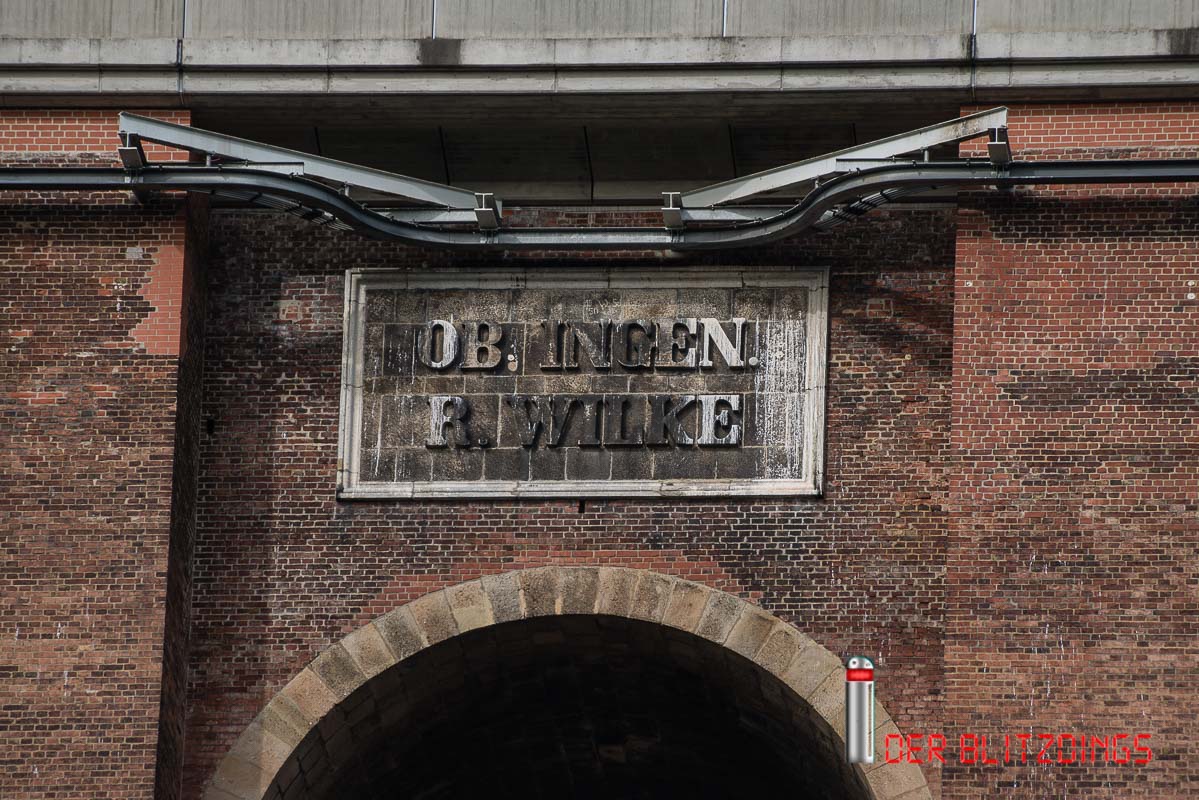 OB. INGEN.
R. WILKE
DER BLITZDINGS